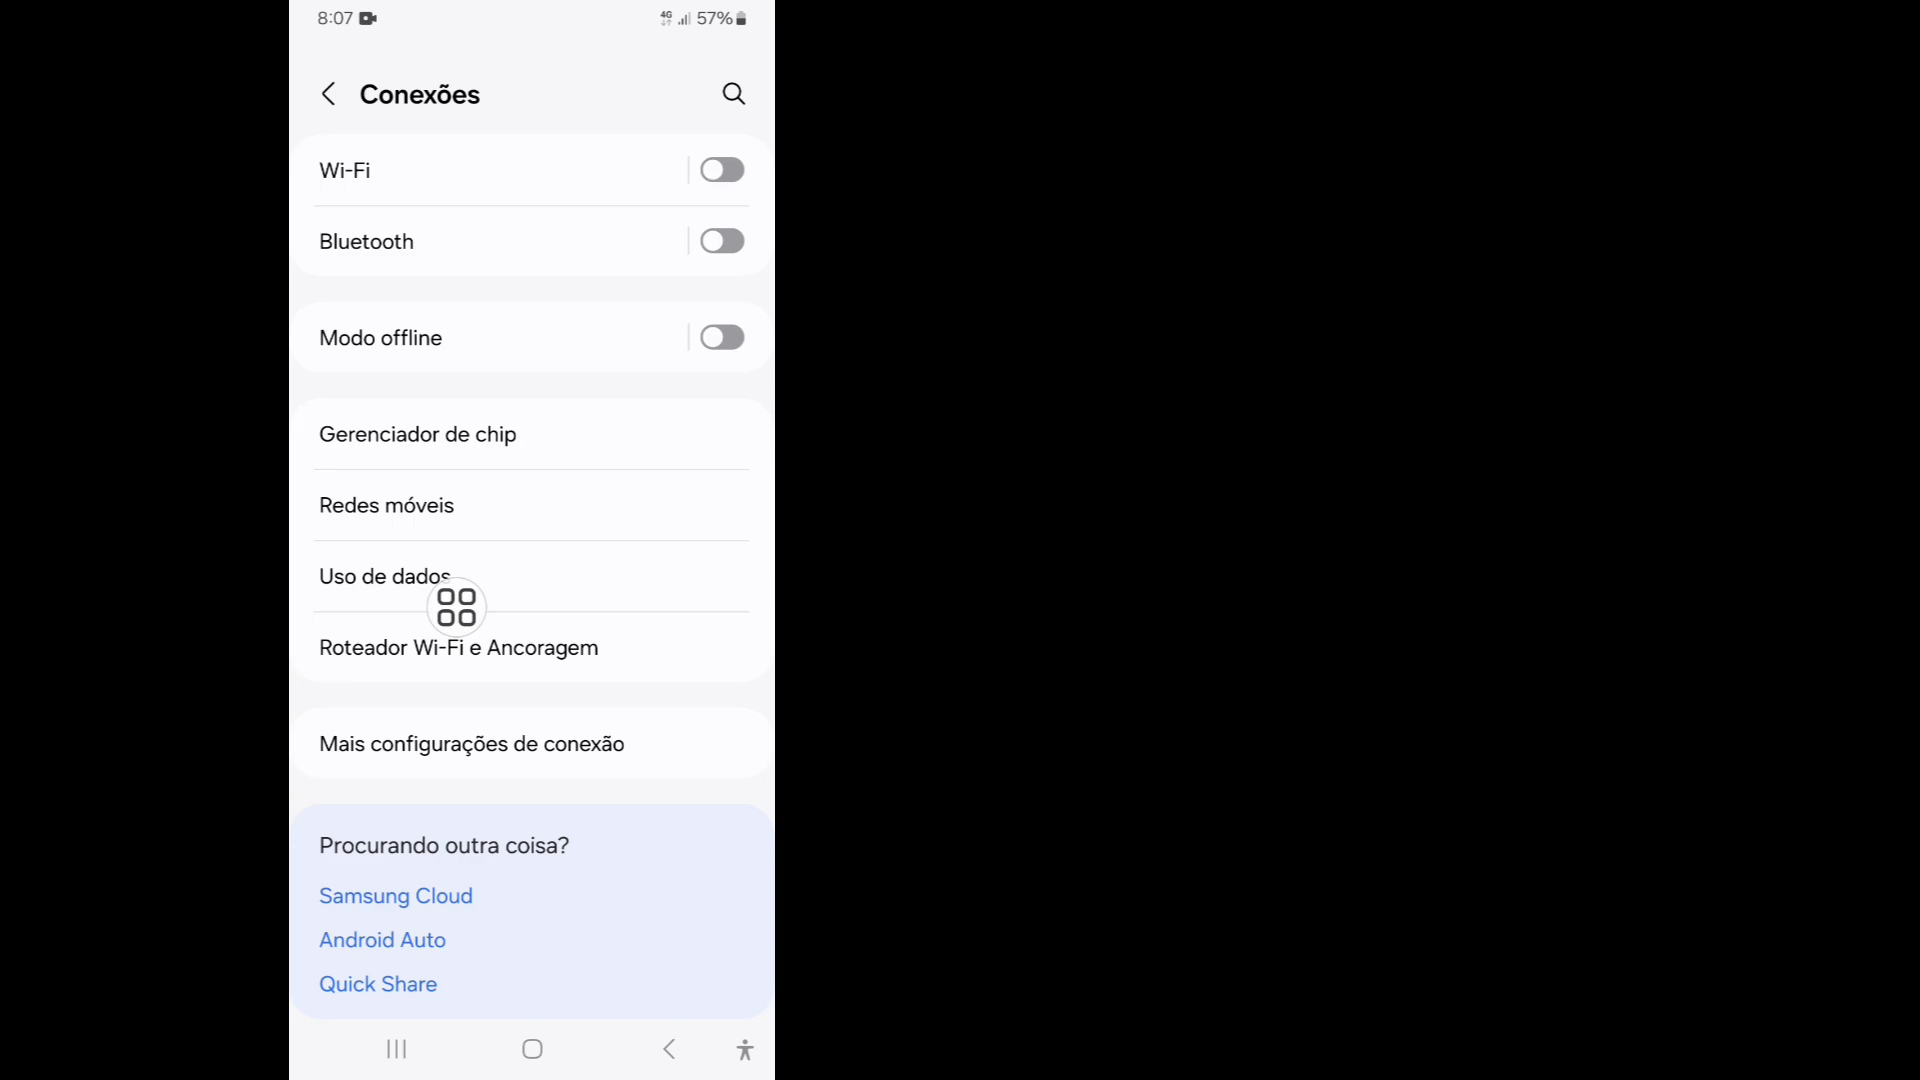 8:07
4G 57%
Conexões
Wi-Fi
Bluetooth
Modo offline
Gerenciador de chip
Redes móveis
Uso de dados
Roteador Wi-Fi e Ancoragem
Mais configurações de conexão
Procurando outra coisa?
Samsung Cloud
Android Auto
Quick Share